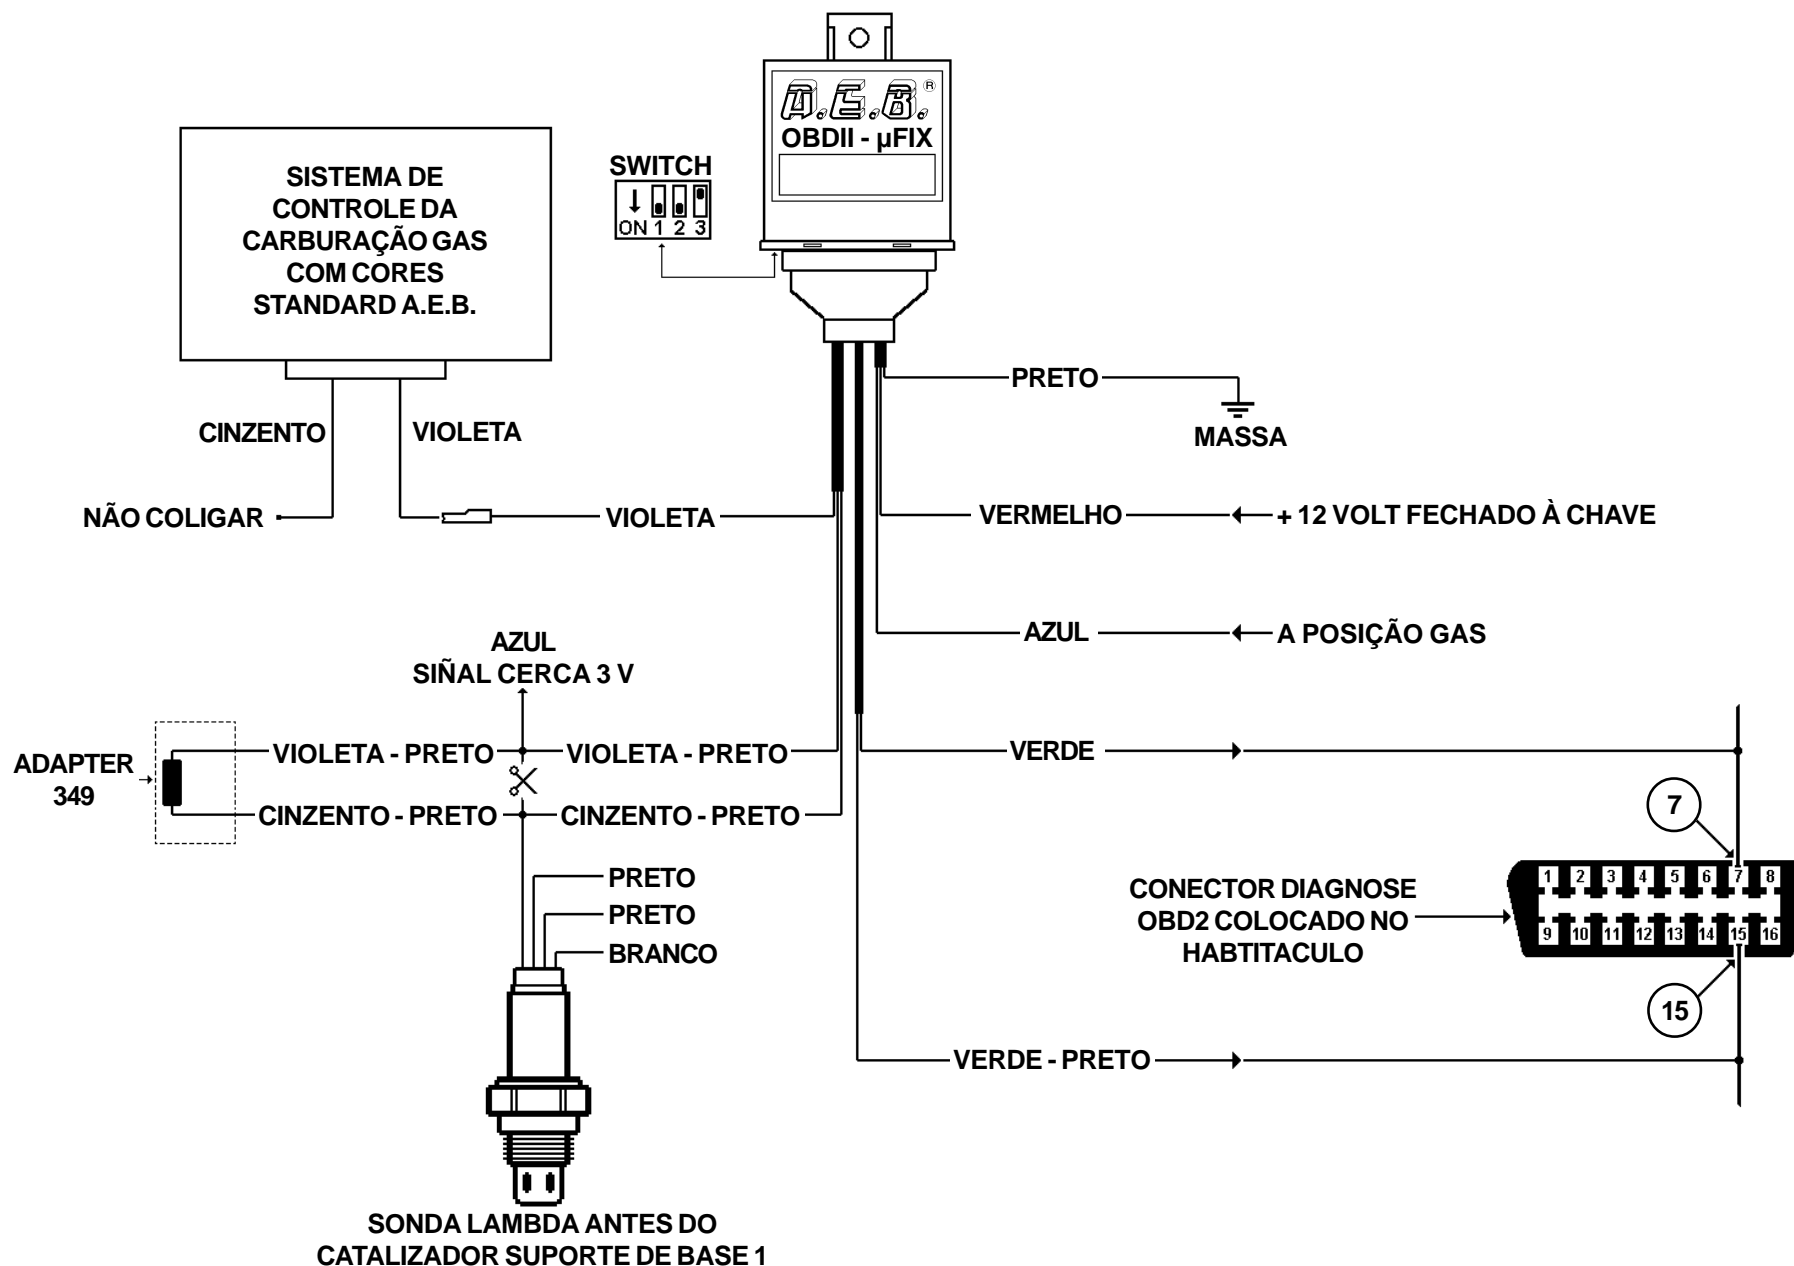 A.E.B.®
OBDII - µFIX
SWITCH
ON 1 2 3
SISTEMA DE
CONTROLE DA
CARBURAÇÃO GAS
COM CORES
STANDARD A.E.B.
CINZENTO
VIOLETA
NÃO COLIGAR
VIOLETA
PRETO
MASSA
VERMELHO
+ 12 VOLT FECHADO À CHAVE
AZUL
A POSIÇÃO GAS
AZUL
SIÑAL CERCA 3 V
ADAPTER
349
VIOLETA - PRETO
VIOLETA - PRETO
CINZENTO - PRETO
CINZENTO - PRETO
VERDE
7
PRETO
PRETO
BRANCO
CONECTOR DIAGNOSE
OBD2 COLOCADO NO
HABTITACULO
1 2 3 4 5 6 7 8
9 10 11 12 13 14 15 16
15
VERDE - PRETO
SONDA LAMBDA ANTES DO
CATALIZADOR SUPORTE DE BASE 1